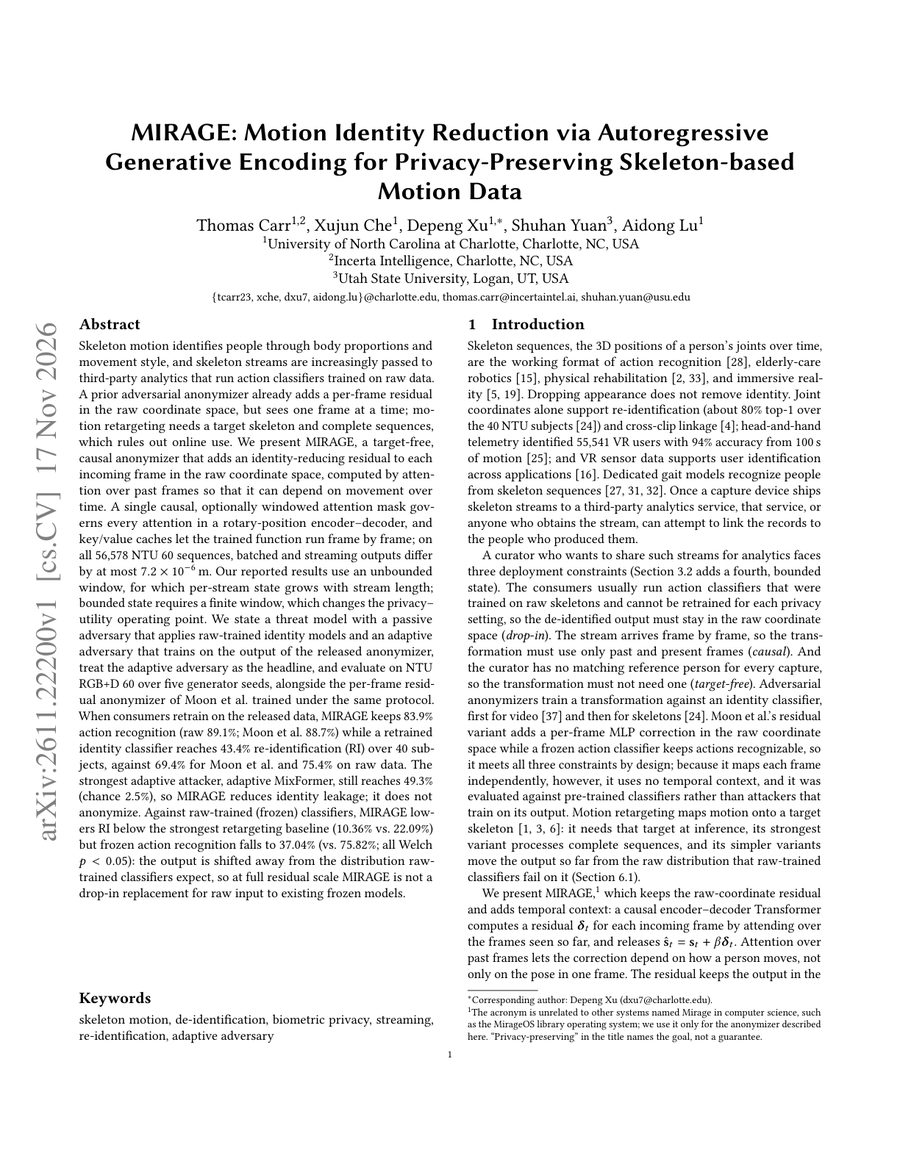 arXiv:2611.22200v1 [cs.CV] 17 Nov 2026
MIRAGE: Motion Identity Reduction via Autoregressive
Generative Encoding for Privacy-Preserving Skeleton-based
Motion Data
Thomas Carr1,2, Xujun Che1, Depeng Xu1,∗, Shuhan Yuan3, Aidong Lu1
1University of North Carolina at Charlotte, Charlotte, NC, USA
2Incerta Intelligence, Charlotte, NC, USA
3Utah State University, Logan, UT, USA
{tcarr23, xche, dxu7, aidong.lu}@charlotte.edu, thomas.carr@incertaintel.ai, shuhan.yuan@usu.edu
Abstract
Skeleton motion identifies people through body proportions and
movement style, and skeleton streams are increasingly passed to
third-party analytics that run action classifiers trained on raw data.
A prior adversarial anonymizer already adds a per-frame residual
in the raw coordinate space, but sees one frame at a time; mo-
tion retargeting needs a target skeleton and complete sequences,
which rules out online use. We present MIRAGE, a target-free,
causal anonymizer that adds an identity-reducing residual to each
incoming frame in the raw coordinate space, computed by atten-
tion over past frames so that it can depend on movement over
time. A single causal, optionally windowed attention mask gov-
erns every attention in a rotary-position encoder–decoder, and
key/value caches let the trained function run frame by frame; on
all 56,578 NTU 60 sequences, batched and streaming outputs differ
by at most 7.2 × 10−6 m. Our reported results use an unbounded
window, for which per-stream state grows with stream length;
bounded state requires a finite window, which changes the privacy–
utility operating point. We state a threat model with a passive
adversary that applies raw-trained identity models and an adaptive
adversary that trains on the output of the released anonymizer,
treat the adaptive adversary as the headline, and evaluate on NTU
RGB+D 60 over five generator seeds, alongside the per-frame resid-
ual anonymizer of Moon et al. trained under the same protocol.
When consumers retrain on the released data, MIRAGE keeps 83.9%
action recognition (raw 89.1%; Moon et al. 88.7%) while a retrained
identity classifier reaches 43.4% re-identification (RI) over 40 sub-
jects, against 69.4% for Moon et al. and 75.4% on raw data. The
strongest adaptive attacker, adaptive MixFormer, still reaches 49.3%
(chance 2.5%), so MIRAGE reduces identity leakage; it does not
anonymize. Against raw-trained (frozen) classifiers, MIRAGE low-
ers RI below the strongest retargeting baseline (10.36% vs. 22.09%)
but frozen action recognition falls to 37.04% (vs. 75.82%; all Welch
p < 0.05): the output is shifted away from the distribution raw-
trained classifiers expect, so at full residual scale MIRAGE is not a
drop-in replacement for raw input to existing frozen models.
Keywords
skeleton motion, de-identification, biometric privacy, streaming,
re-identification, adaptive adversary
1 Introduction
Skeleton sequences, the 3D positions of a person's joints over time,
are the working format of action recognition [28], elderly-care
robotics [15], physical rehabilitation [2, 33], and immersive real-
ity [5, 19]. Dropping appearance does not remove identity. Joint
coordinates alone support re-identification (about 80% top-1 over
the 40 NTU subjects [24]) and cross-clip linkage [4]; head-and-hand
telemetry identified 55,541 VR users with 94% accuracy from 100 s
of motion [25]; and VR sensor data supports user identification
across applications [16]. Dedicated gait models recognize people
from skeleton sequences [27, 31, 32]. Once a capture device ships
skeleton streams to a third-party analytics service, that service, or
anyone who obtains the stream, can attempt to link the records to
the people who produced them.
A curator who wants to share such streams for analytics faces
three deployment constraints (Section 3.2 adds a fourth, bounded
state). The consumers usually run action classifiers that were
trained on raw skeletons and cannot be retrained for each privacy
setting, so the de-identified output must stay in the raw coordinate
space (drop-in). The stream arrives frame by frame, so the trans-
formation must use only past and present frames (causal). And
the curator has no matching reference person for every capture,
so the transformation must not need one (target-free). Adversarial
anonymizers train a transformation against an identity classifier,
first for video [37] and then for skeletons [24]. Moon et al.'s residual
variant adds a per-frame MLP correction in the raw coordinate
space while a frozen action classifier keeps actions recognizable, so
it meets all three constraints by design; because it maps each frame
independently, however, it uses no temporal context, and it was
evaluated against pre-trained classifiers rather than attackers that
train on its output. Motion retargeting maps motion onto a target
skeleton [1, 3, 6]: it needs that target at inference, its strongest
variant processes complete sequences, and its simpler variants
move the output so far from the raw distribution that raw-trained
classifiers fail on it (Section 6.1).
We present MIRAGE,1 which keeps the raw-coordinate residual
and adds temporal context: a causal encoder–decoder Transformer
computes a residual δt for each incoming frame by attending over
the frames seen so far, and releases ŝt = st + βδt. Attention over
past frames lets the correction depend on how a person moves, not
only on the pose in one frame. The residual keeps the output in the
∗Corresponding author: Depeng Xu (dxu7@charlotte.edu).
1The acronym is unrelated to other systems named Mirage in computer science, such
as the MirageOS library operating system; we use it only for the anonymizer described
here. "Privacy-preserving" in the title names the goal, not a guarantee.
1